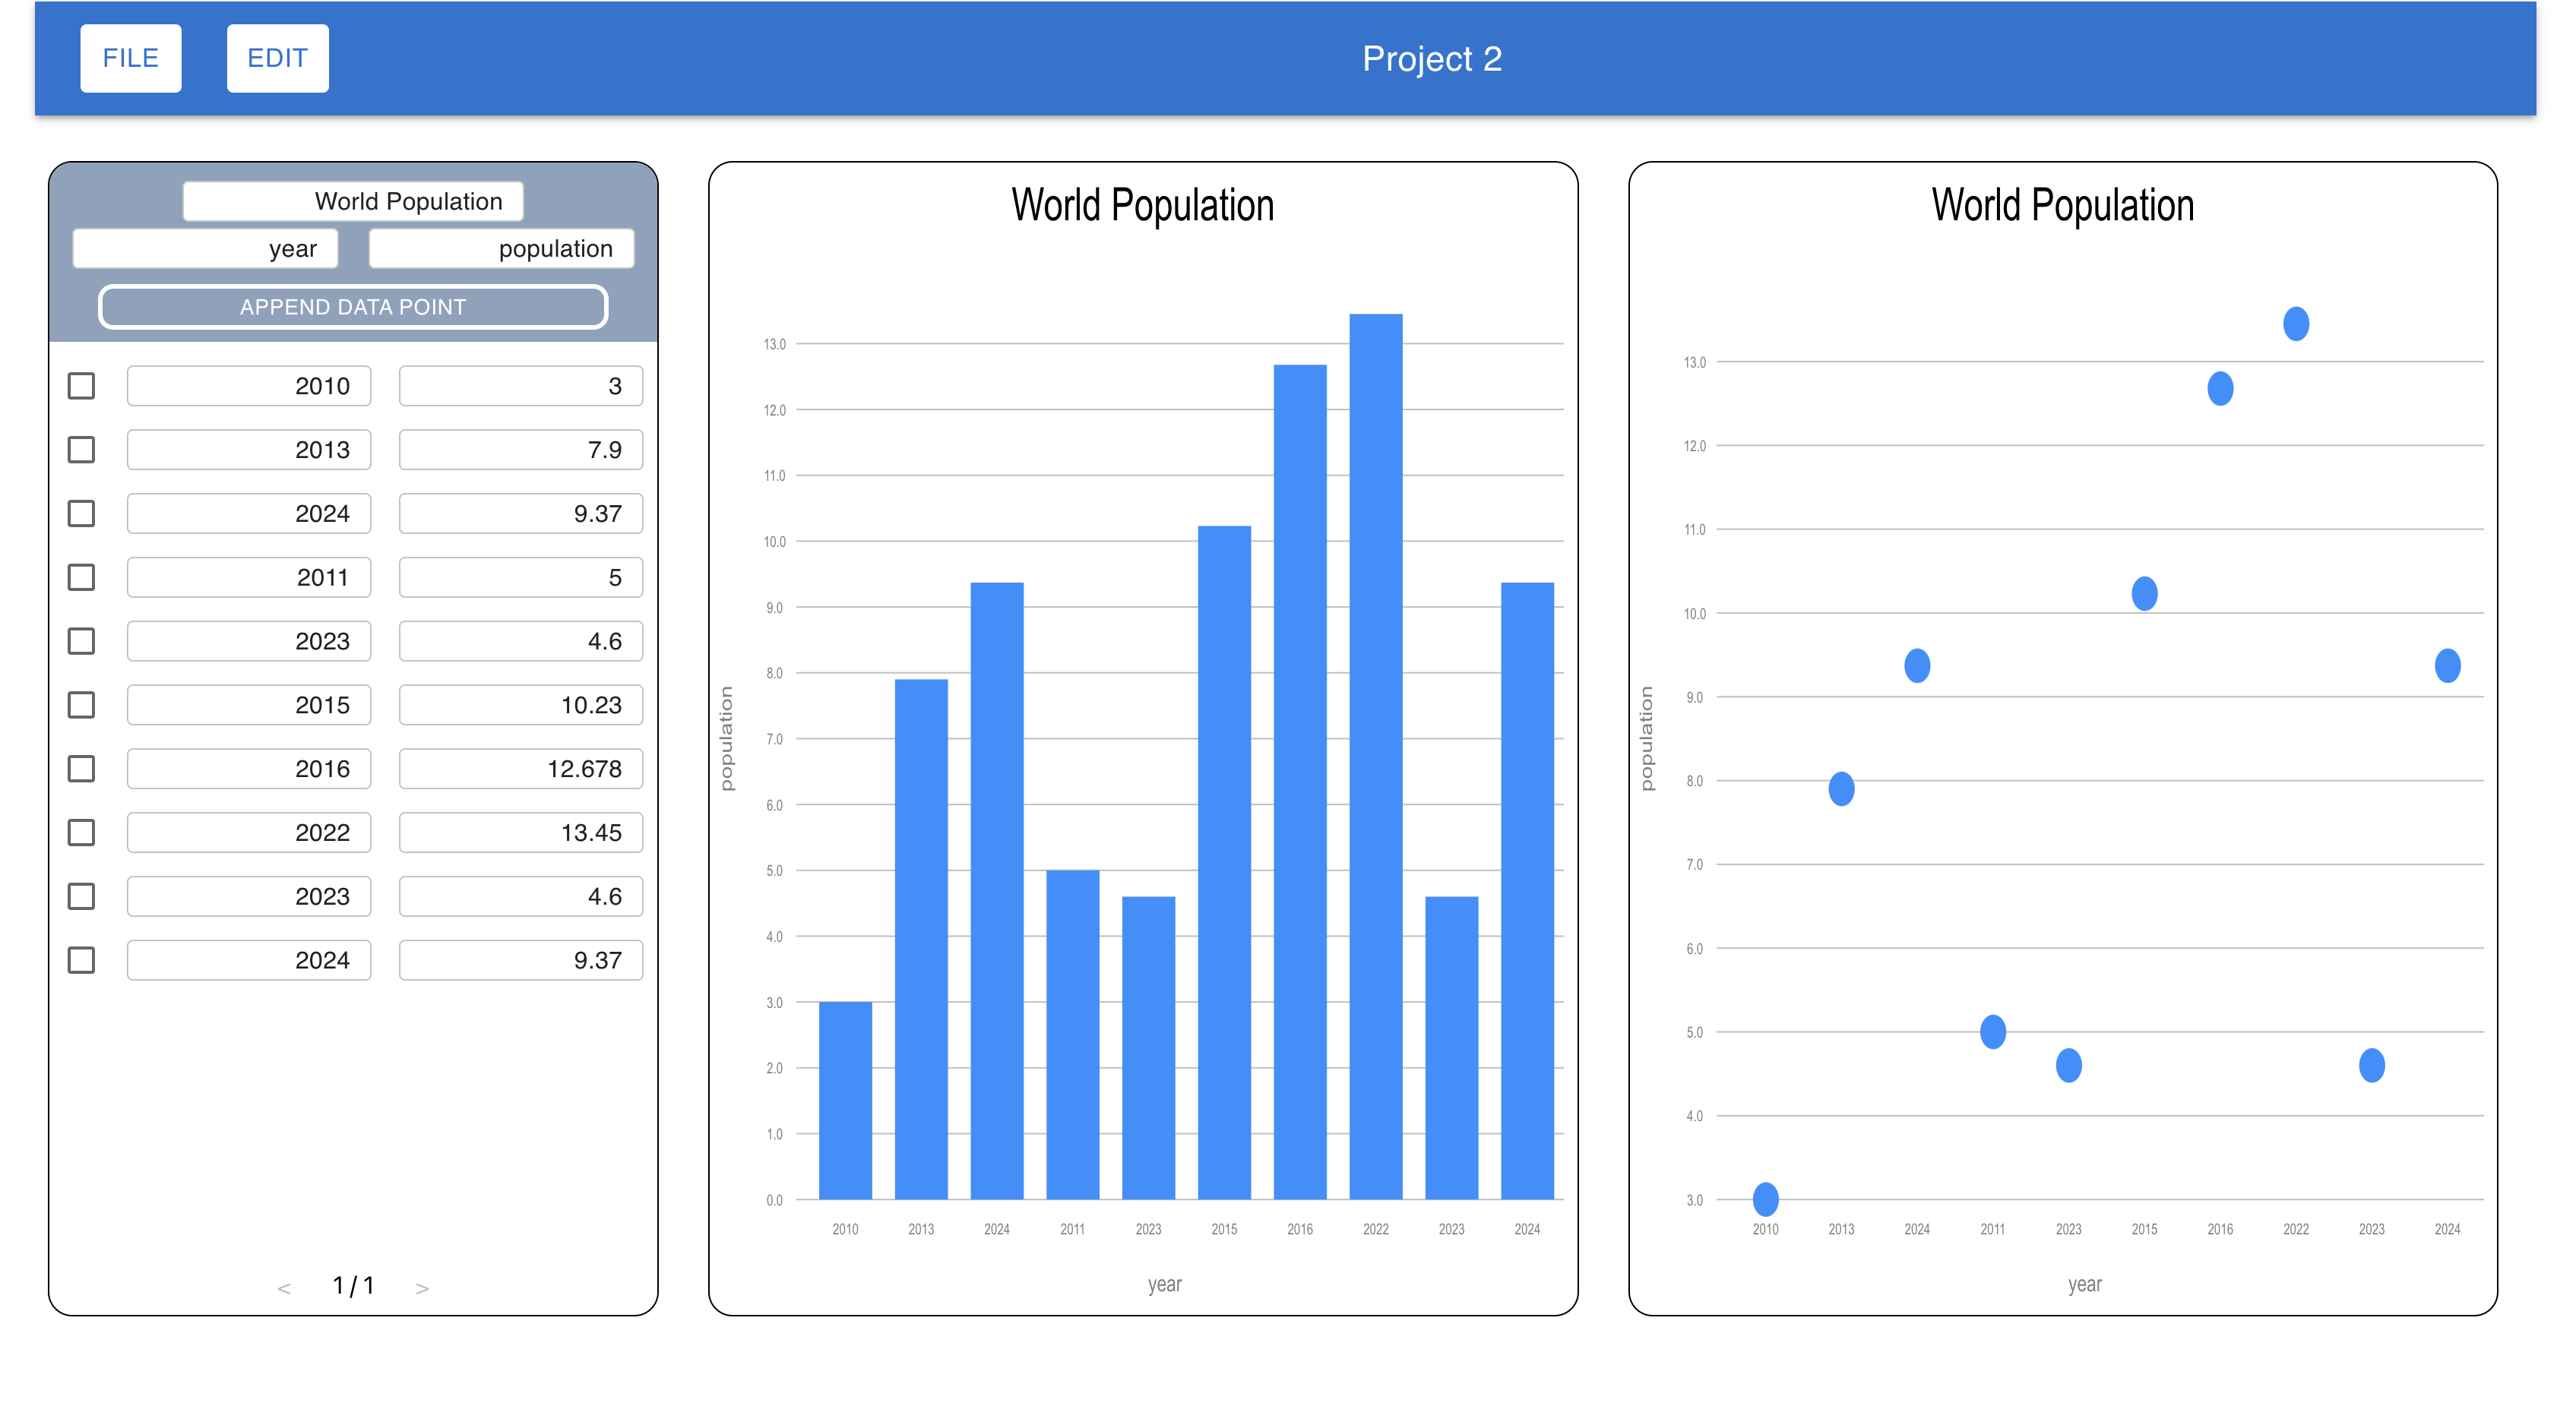 FILE EDIT Project 2
World Population
year population
APPEND DATA POINT
2010 3
2013 7.9
2024 9.37
2011 5
2023 4.6
2015 10.23
2016 12.678
2022 13.45
2023 4.6
2024 9.37
< 1 / 1 >
World Population
population
13.0
12.0
11.0
10.0
9.0
8.0
7.0
6.0
5.0
4.0
3.0
2.0
1.0
0.0
2010 2013 2024 2011 2023 2015 2016 2022 2023 2024
year
World Population
population
13.0
12.0
11.0
10.0
9.0
8.0
7.0
6.0
5.0
4.0
3.0
2010 2013 2024 2011 2023 2015 2016 2022 2023 2024
year